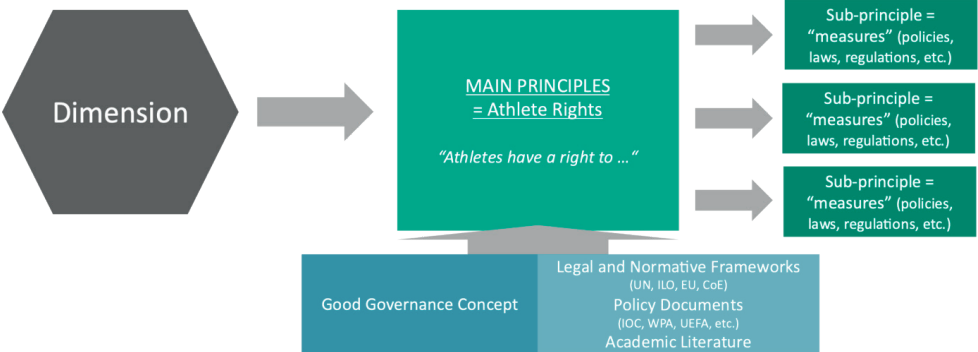 Dimension
MAIN PRINCIPLES
= Athlete Rights
“Athletes have a right to …“
Sub-principle =
“measures” (policies,
laws, regulations, etc.)
Sub-principle =
“measures” (policies,
laws, regulations, etc.)
Sub-principle =
“measures” (policies,
laws, regulations, etc.)
Good Governance Concept
Legal and Normative Frameworks
(UN, ILO, EU, CoE)
Policy Documents
(IOC, WPA, UEFA, etc.)
Academic Literature